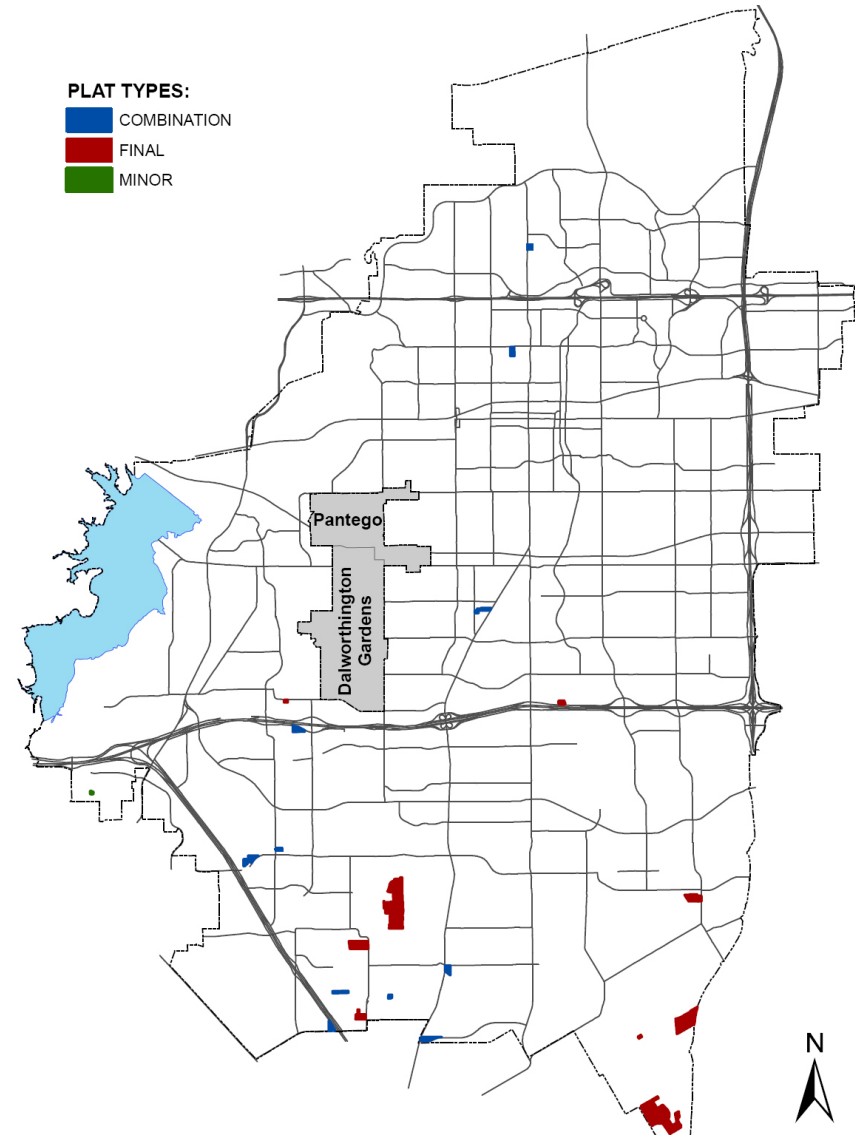 PLAT TYPES:
COMBINATION
FINAL
MINOR
Pantego
Dalworthington
Gardens
N